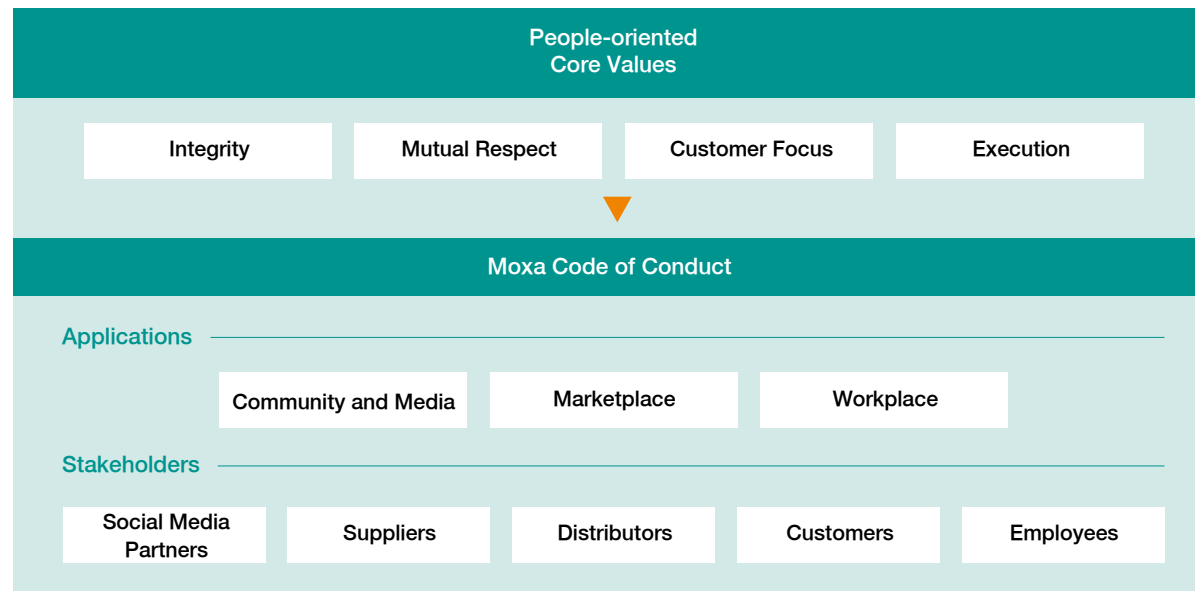 People-oriented
Core Values
Integrity
Mutual Respect
Customer Focus
Execution
Moxa Code of Conduct
Applications
Community and Media
Marketplace
Workplace
Stakeholders
Social Media
Partners
Suppliers
Distributors
Customers
Employees